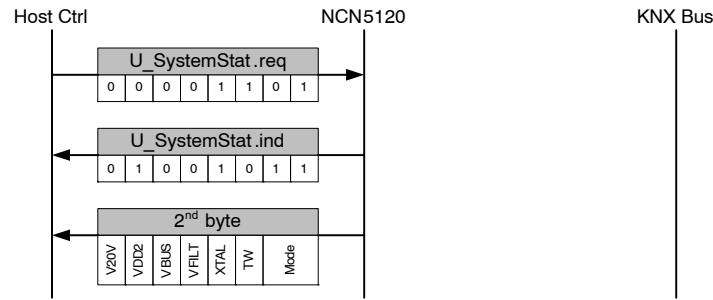 Host Ctrl NCN5120 KNX Bus
U_SystemStat.req
0 0 0 0 1 1 0 1
U_SystemStat.ind
0 1 0 0 1 0 1 1
2nd byte
V20V VDD2 VBUS VFILT XTAL TW Mode